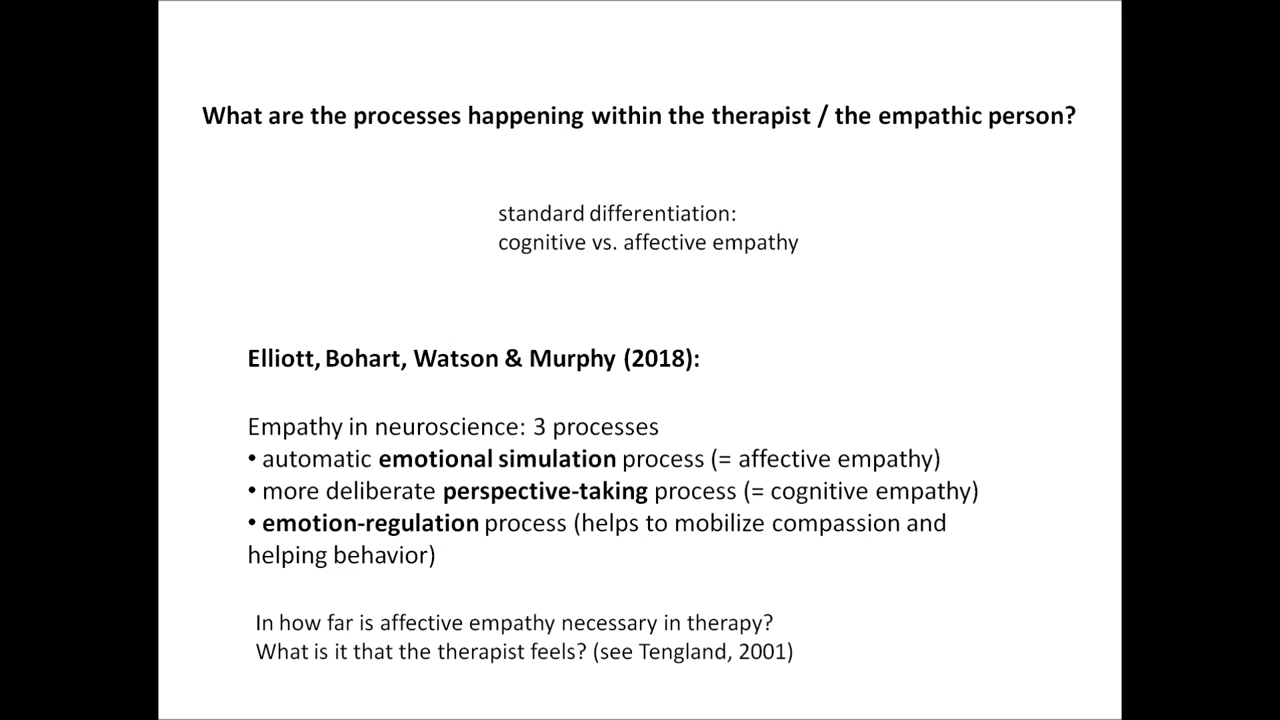 What are the processes happening within the therapist / the empathic person?
standard differentiation:
cognitive vs. affective empathy
Elliott, Bohart, Watson & Murphy (2018):
Empathy in neuroscience: 3 processes
• automatic emotional simulation process (= affective empathy)
• more deliberate perspective-taking process (= cognitive empathy)
• emotion-regulation process (helps to mobilize compassion and
helping behavior)
In how far is affective empathy necessary in therapy?
What is it that the therapist feels? (see Tengland, 2001)